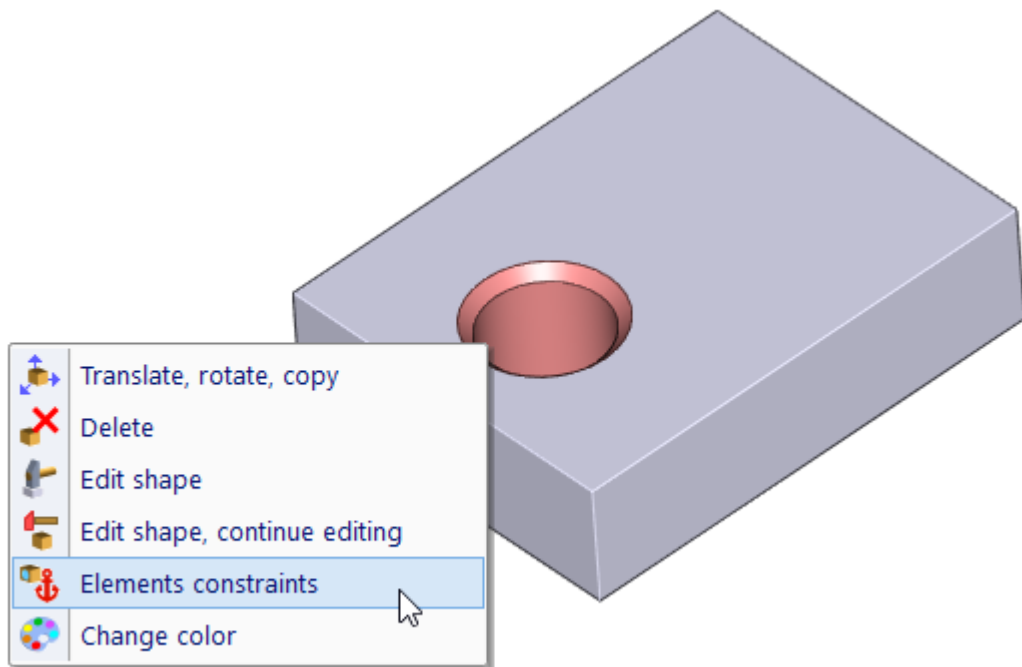 Translate, rotate, copy
Delete
Edit shape
Edit shape, continue editing
Elements constraints
Change color